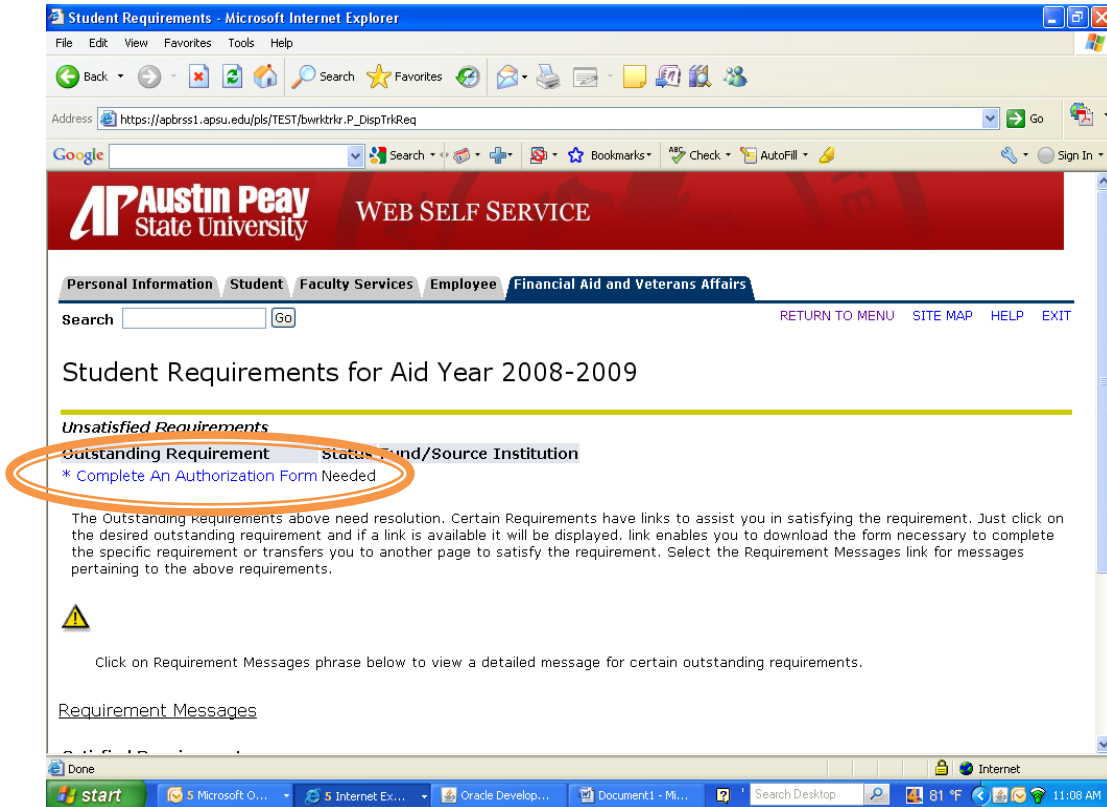 Student Requirements - Microsoft Internet Explorer
File Edit View Favorites Tools Help
Back Search Favorites
Address https://apbrss1.apsu.edu/pls/TEST/bwrktrkr.P_DispTrkReq Go
Google Search Bookmarks ABC Check AutoFill Sign In
AP Austin Peay
State University
WEB SELF SERVICE
Personal Information Student Faculty Services Employee Financial Aid and Veterans Affairs
Search Go RETURN TO MENU SITE MAP HELP EXIT
Student Requirements for Aid Year 2008-2009
Unsatisfied Requirements
Outstanding Requirement Status Fund/Source Institution
* Complete An Authorization Form Needed
The Outstanding Requirements above need resolution. Certain Requirements have links to assist you in satisfying the requirement. Just click on
the desired outstanding requirement and if a link is available it will be displayed. link enables you to download the form necessary to complete
the specific requirement or transfers you to another page to satisfy the requirement. Select the Requirement Messages link for messages
pertaining to the above requirements.
Click on Requirement Messages phrase below to view a detailed message for certain outstanding requirements.
Requirement Messages
Done Internet
start 5 Microsoft O... 5 Internet Ex... Oracle Develop... Document1 - Mi... Search Desktop 81 °F 11:08 AM